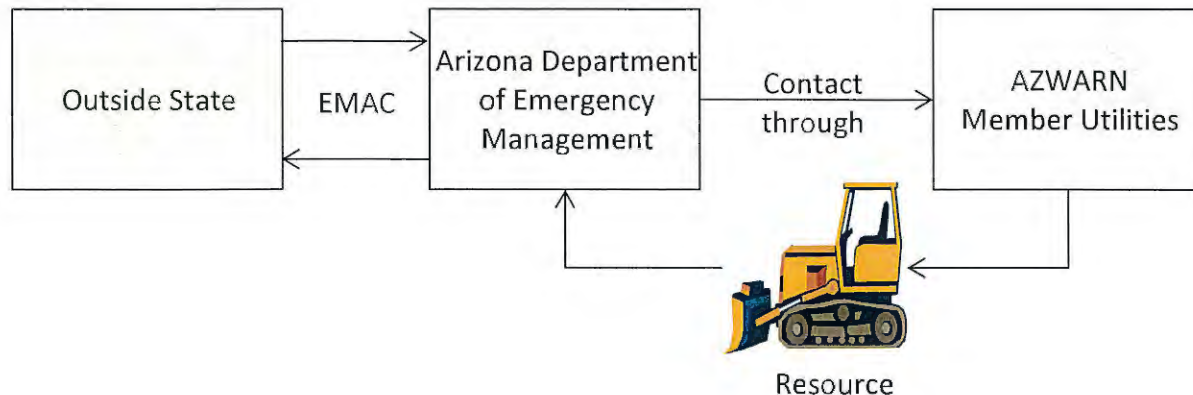 Outside State
EMAC
Arizona Department
of Emergency
Management
Contact
through
AZWARN
Member Utilities
Resource